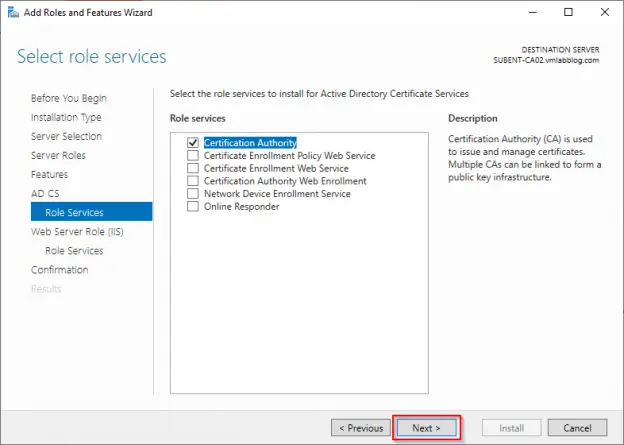 Add Roles and Features Wizard
Select role services
DESTINATION SERVER
SUBENT-CA02.vmlabblog.com
Before You Begin
Installation Type
Server Selection
Server Roles
Features
AD CS
Role Services
Web Server Role (IIS)
Role Services
Confirmation
Results
Select the role services to install for Active Directory Certificate Services
Role services
Certification Authority
Certificate Enrollment Policy Web Service
Certificate Enrollment Web Service
Certification Authority Web Enrollment
Network Device Enrollment Service
Online Responder
Description
Certification Authority (CA) is used
to issue and manage certificates.
Multiple CAs can be linked to form a
public key infrastructure.
< Previous
Next >
Install
Cancel